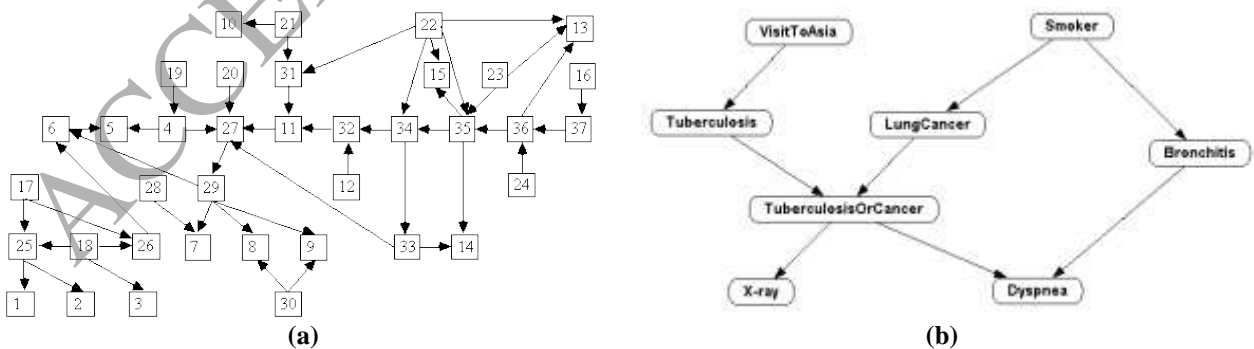 10 21 22 13
VisitToAsia Smoker
19 20 31 15 23 16
6 5 4 27 11 32 34 35 36 37
Tuberculosis LungCancer
Bronchitis
17 28 29 12 24
TuberculosisOrCancer
25 18 26 7 8 9 33 14
1 2 3 30
X-ray Dyspnea
(a) (b)
ACCE